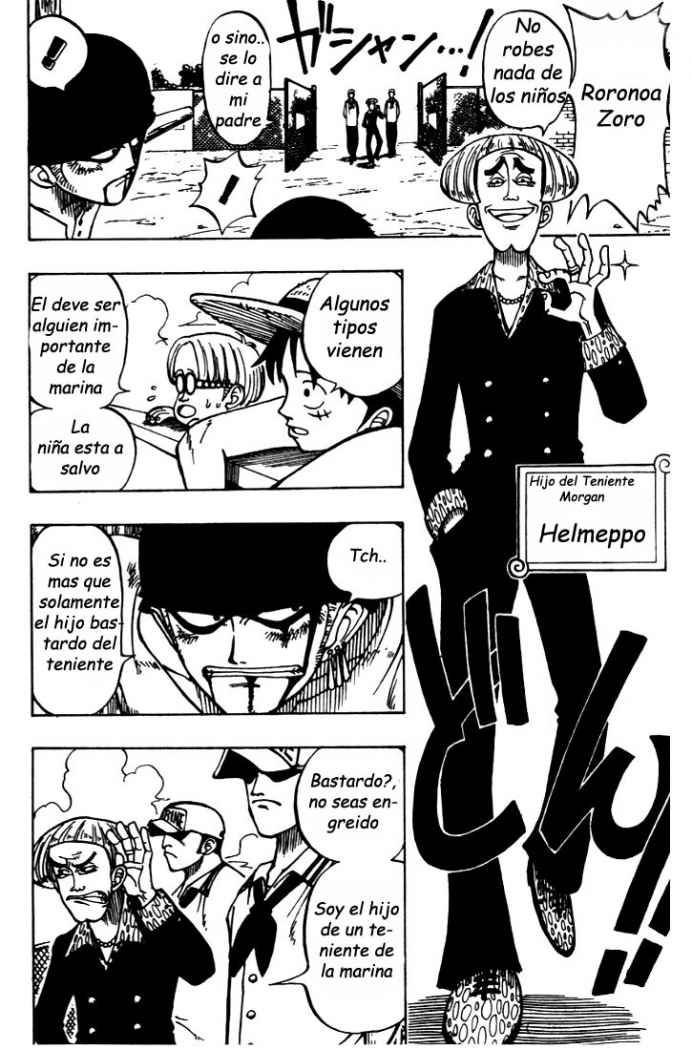 Roronoa
Zoro
No
robes
nada de
los niños
ガシャン…!
o sino..
se lo
dire a
mi
padre
!
!
Hijo del Teniente
Morgan
Helmeppo
Algunos
tipos
vienen
El deve ser
alguien im-
portante
de la
marina
La
niña esta a
salvo
Tch..
Si no es
mas que
solamente
el hijo bas-
tardo del
teniente
Bastardo?,
no seas en-
greido
Soy el hijo
de un te-
niente de
la marina